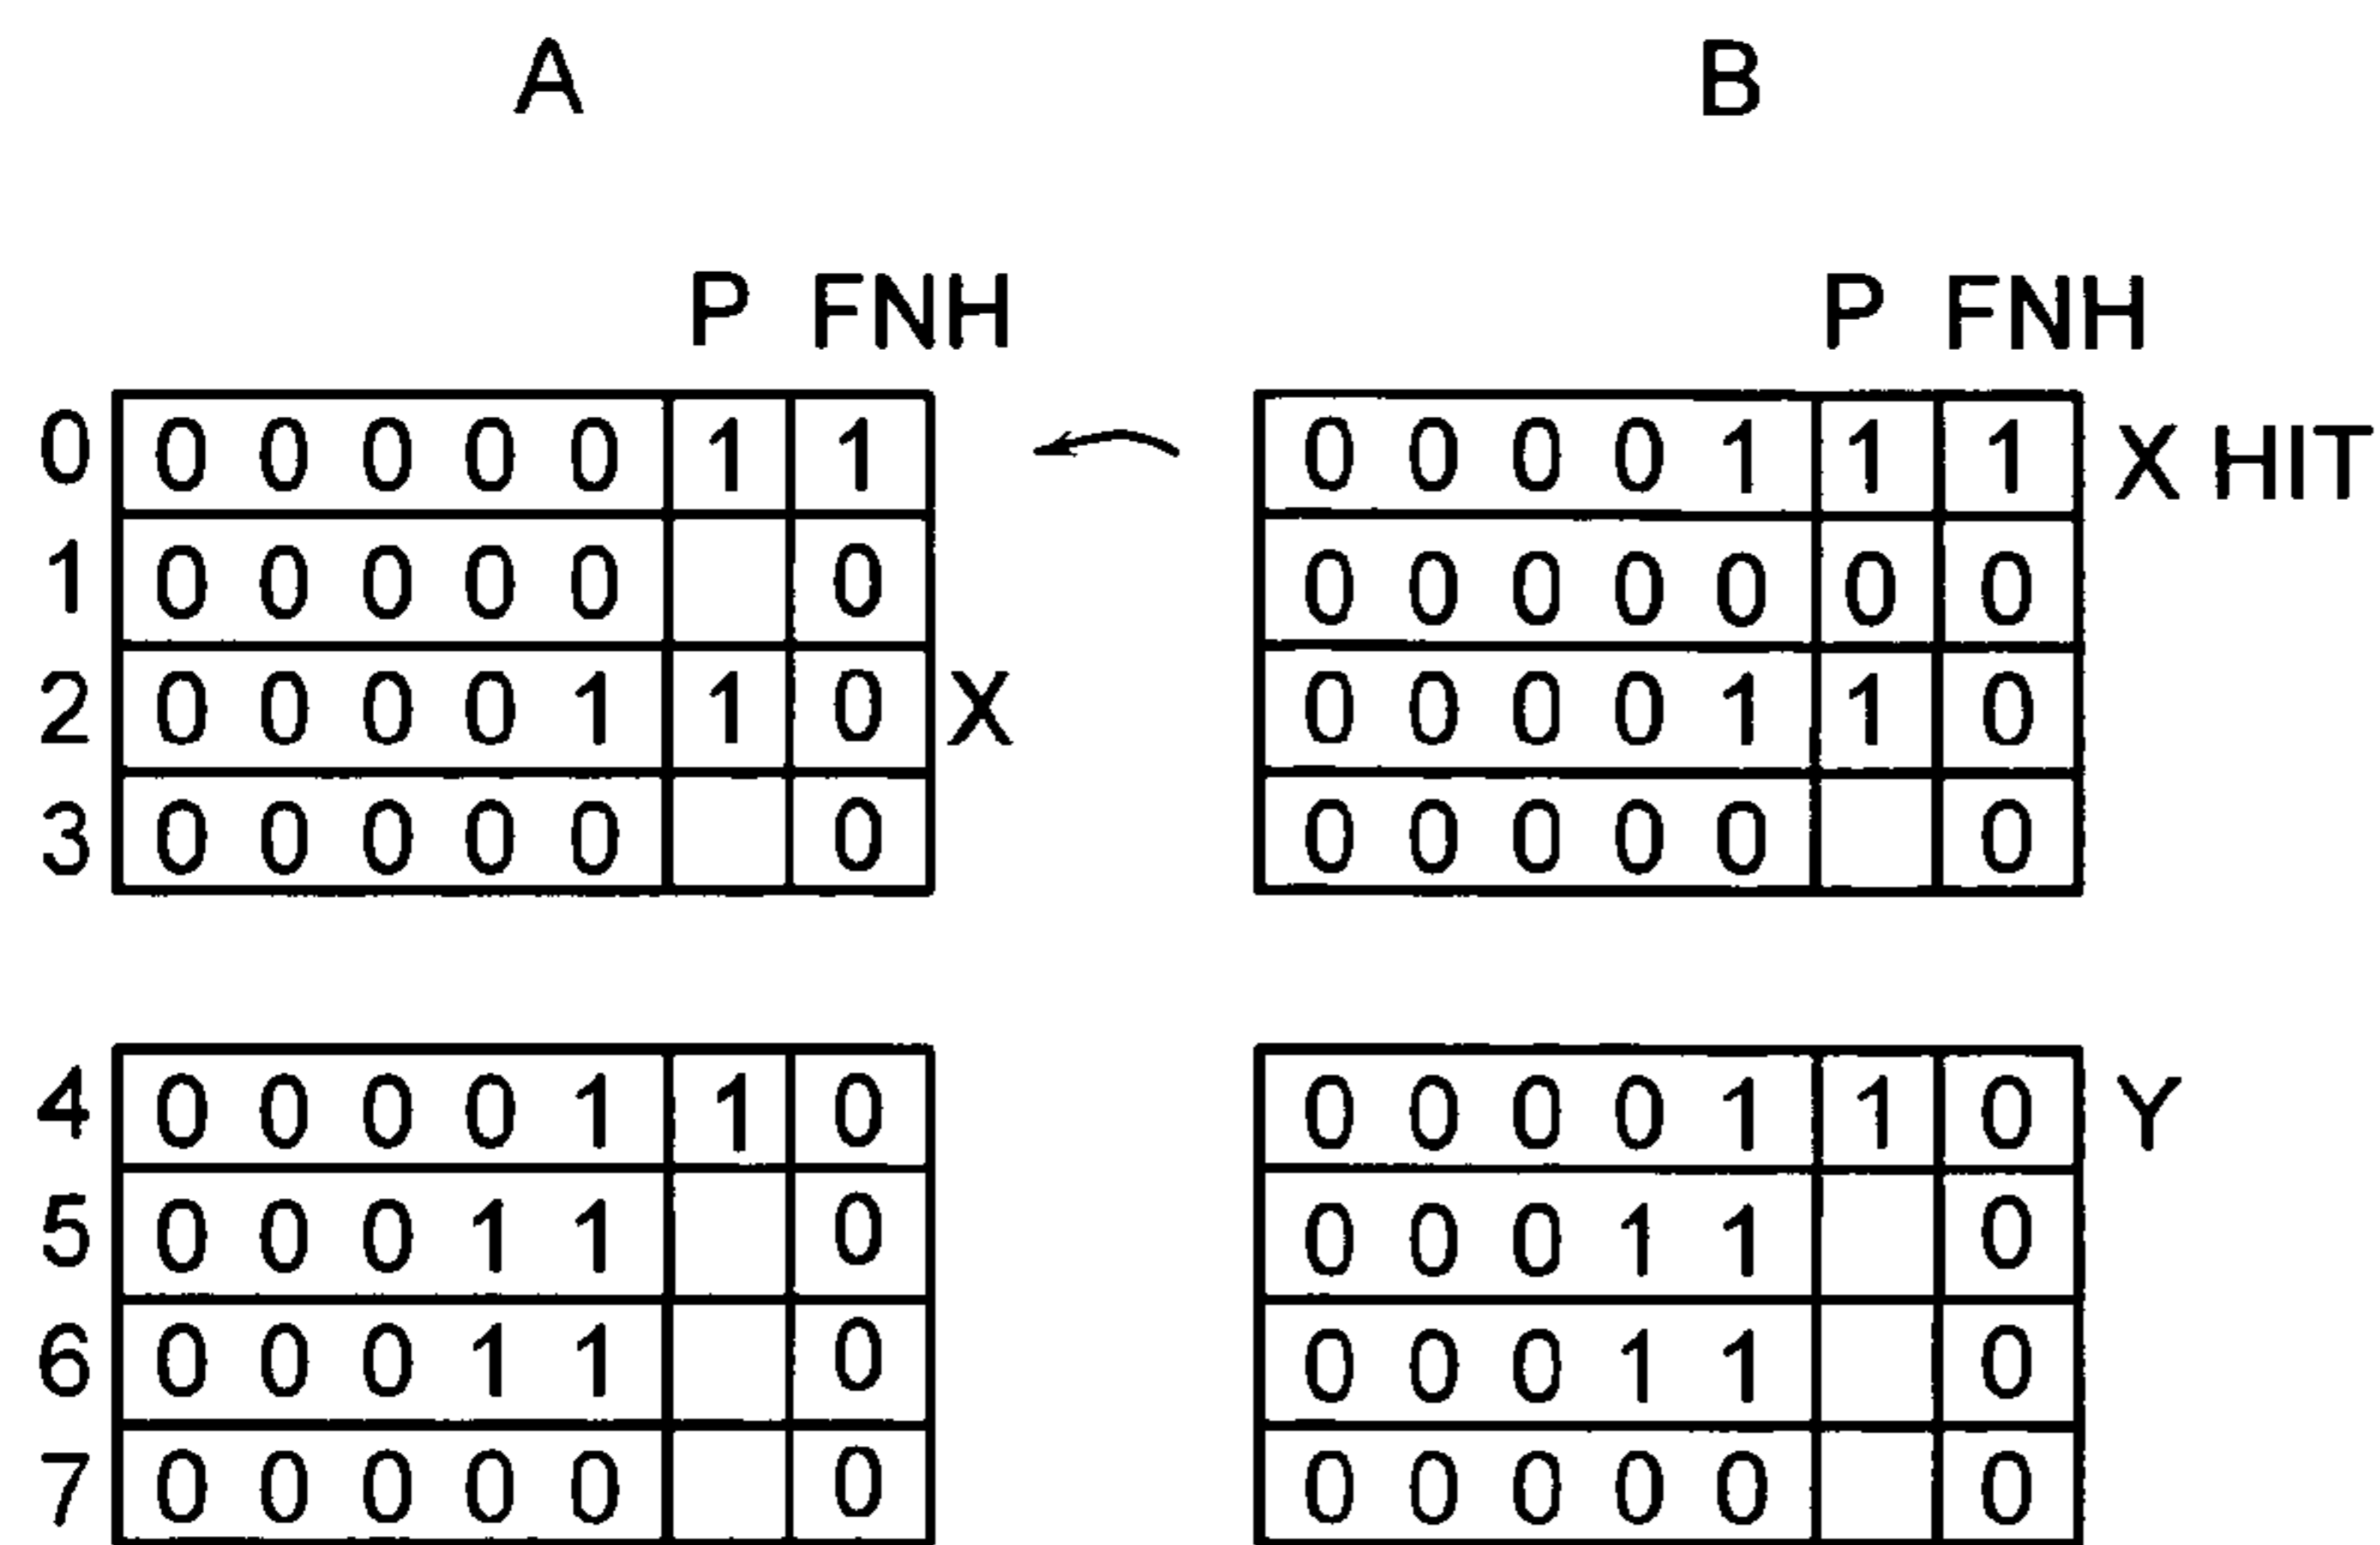 A B
P FNH P FNH
0 0 0 0 0 0 1 1 0 0 0 0 1 1 1 X HIT
1 0 0 0 0 0 0 0 0 0 0 0 0 0
2 0 0 0 0 1 1 0 X 0 0 0 0 1 1 0
3 0 0 0 0 0 0 0 0 0 0 0 0
4 0 0 0 0 1 1 0 0 0 0 0 1 1 0 Y
5 0 0 0 1 1 0 0 0 0 1 1 0
6 0 0 0 1 1 0 0 0 0 1 1 0
7 0 0 0 0 0 0 0 0 0 0 0 0